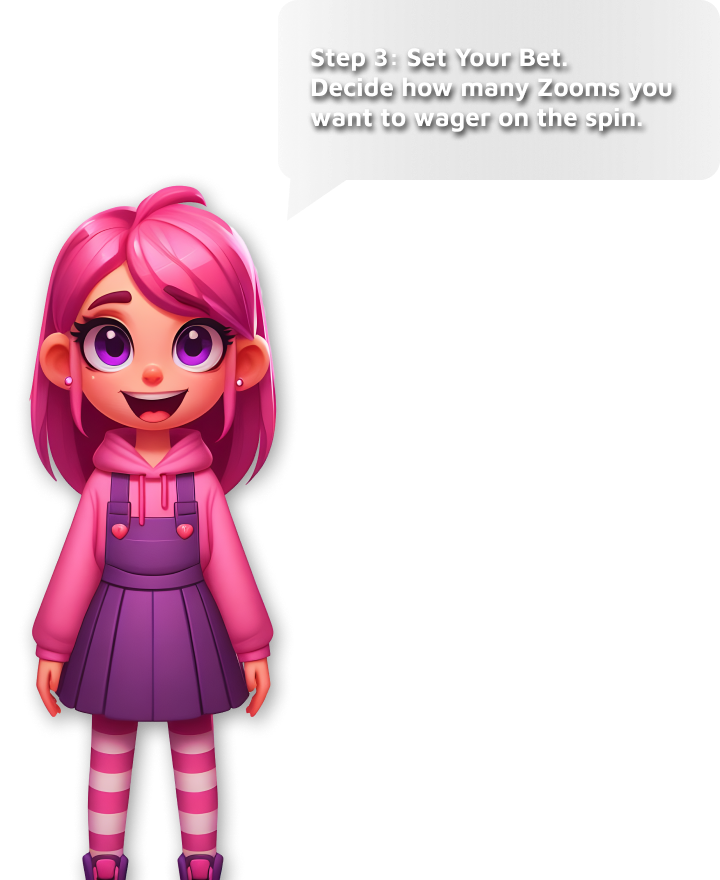 Step 3: Set Your Bet.
Decide how many Zooms you
want to wager on the spin.